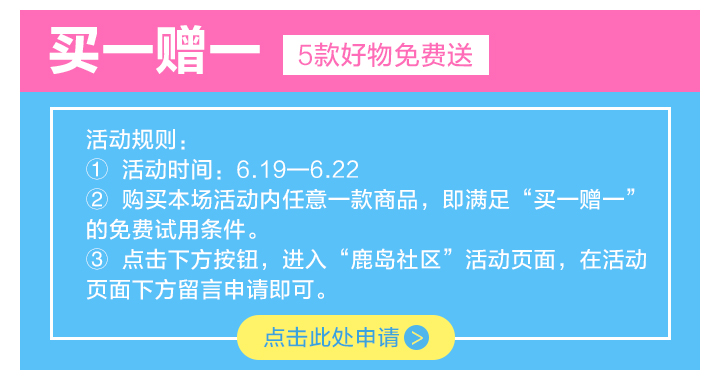 买一赠一
5款好物免费送
活动规则：
① 活动时间：6.19—6.22
② 购买本场活动内任意一款商品，即满足“买一赠一”
的免费试用条件。
③ 点击下方按钮，进入“鹿岛社区”活动页面，在活动
页面下方留言申请即可。
点击此处申请 >